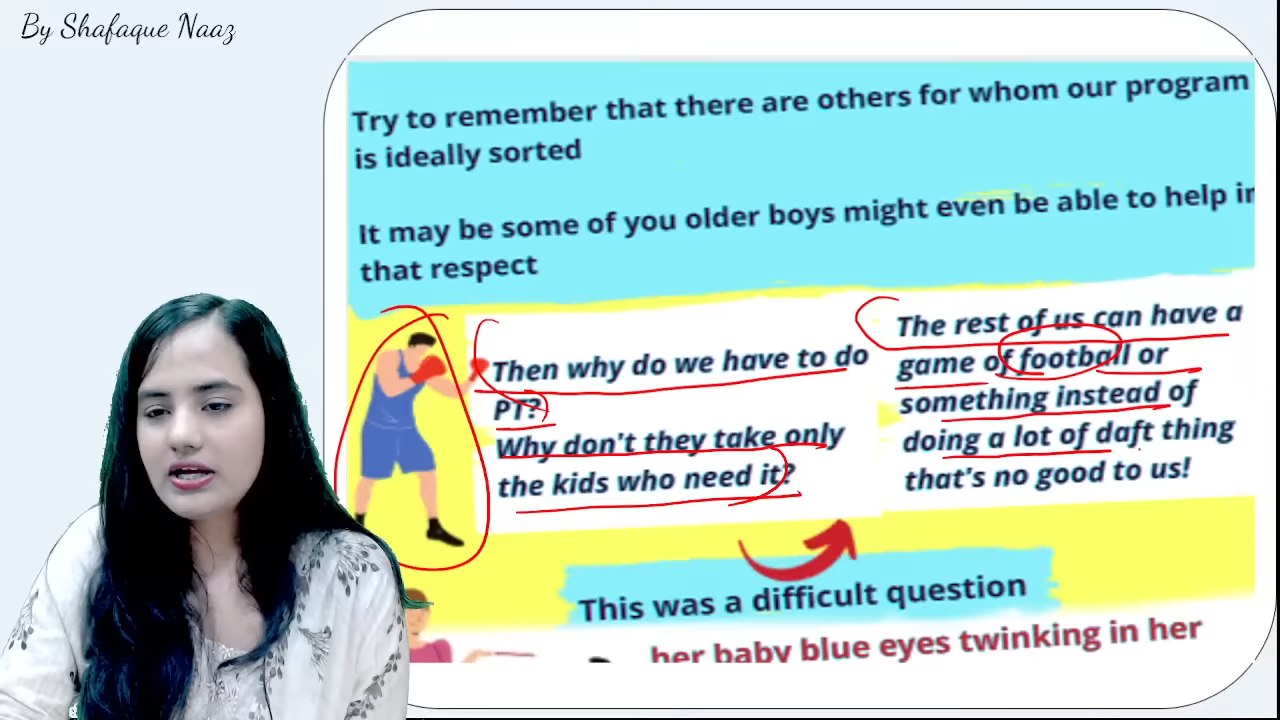 By Shafaque Naaz
Try to remember that there are others for whom our program
is ideally sorted
It may be some of you older boys might even be able to help in
that respect
Then why do we have to do
PT?
Why don't they take only
the kids who need it?
The rest of us can have a
game of football or
something instead of
doing a lot of daft thing
that's no good to us!
This was a difficult question
her baby blue eyes twinking in her